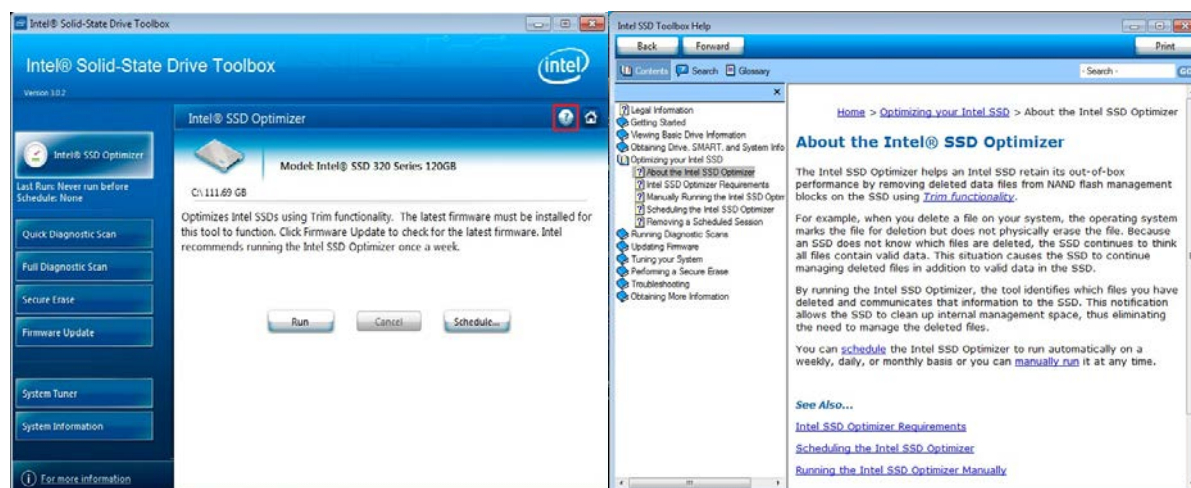 Intel® Solid-State Drive Toolbox
Intel® Solid-State Drive Toolbox
intel
Version 3.0.2
Intel® SSD Optimizer
Last Run: Never run before
Schedule: None
Quick Diagnostic Scan
Full Diagnostic Scan
Secure Erase
Firmware Update
System Tuner
System Information
For more information
Intel® SSD Optimizer
Model: Intel® SSD 320 Series 120GB
C:\ 111.69 GB
Optimizes Intel SSDs using Trim functionality. The latest firmware must be installed for
this tool to function. Click Firmware Update to check for the latest firmware. Intel
recommends running the Intel SSD Optimizer once a week.
Run Cancel Schedule...
Intel SSD Toolbox Help
Back Forward Print
Contents Search Glossary - Search - GO
Legal Information
Getting Started
Viewing Basic Drive Information
Obtaining Drive, SMART, and System Info
Optimizing your Intel SSD
About the Intel SSD Optimizer
Intel SSD Optimizer Requirements
Manually Running the Intel SSD Optim
Scheduling the Intel SSD Optimizer
Removing a Scheduled Session
Running Diagnostic Scans
Updating Firmware
Tuning your System
Performing a Secure Erase
Troubleshooting
Obtaining More Information
Home > Optimizing your Intel SSD > About the Intel SSD Optimizer
About the Intel® SSD Optimizer
The Intel SSD Optimizer helps an Intel SSD retain its out-of-box
performance by removing deleted data files from NAND flash management
blocks on the SSD using Trim functionality.
For example, when you delete a file on your system, the operating system
marks the file for deletion but does not physically erase the file. Because
an SSD does not know which files are deleted, the SSD continues to think
all files contain valid data. This situation causes the SSD to continue
managing deleted files in addition to valid data in the SSD.
By running the Intel SSD Optimizer, the tool identifies which files you have
deleted and communicates that information to the SSD. This notification
allows the SSD to clean up internal management space, thus eliminating
the need to manage the deleted files.
You can schedule the Intel SSD Optimizer to run automatically on a
weekly, daily, or monthly basis or you can manually run it at any time.
See Also...
Intel SSD Optimizer Requirements
Scheduling the Intel SSD Optimizer
Running the Intel SSD Optimizer Manually